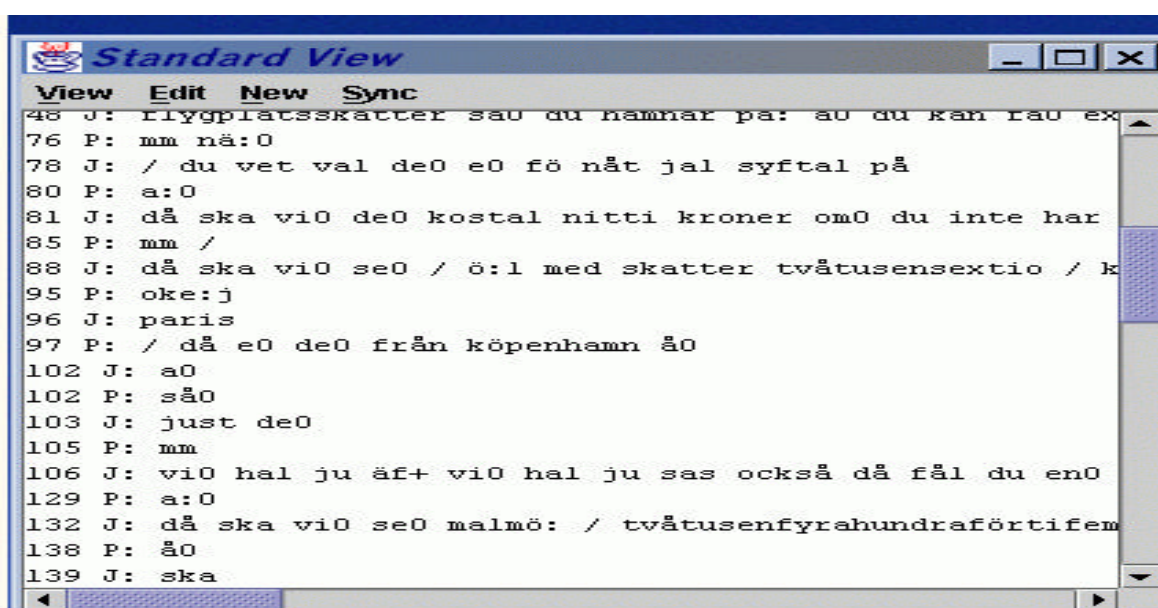 Standard View
View Edit New Sync
48 J: flygplatsskatter så0 du hamnar på: a0 du kan ra0 ex
76 P: mm nä:0
78 J: / du vet val de0 e0 fö nåt jal syftal på
80 P: a:0
81 J: då ska vi0 de0 kostal nitti kroner om0 du inte har
85 P: mm /
88 J: då ska vi0 se0 / ö:l med skatter tvåtusensextio / k
95 P: oke:j
96 J: paris
97 P: / då e0 de0 från köpenhamn å0
102 J: a0
102 P: så0
103 J: just de0
105 P: mm
106 J: vi0 hal ju äf+ vi0 hal ju sas också då fål du en0
129 P: a:0
132 J: då ska vi0 se0 malmö: / tvåtusenfyrahundraförtifem
138 P: å0
139 J: ska